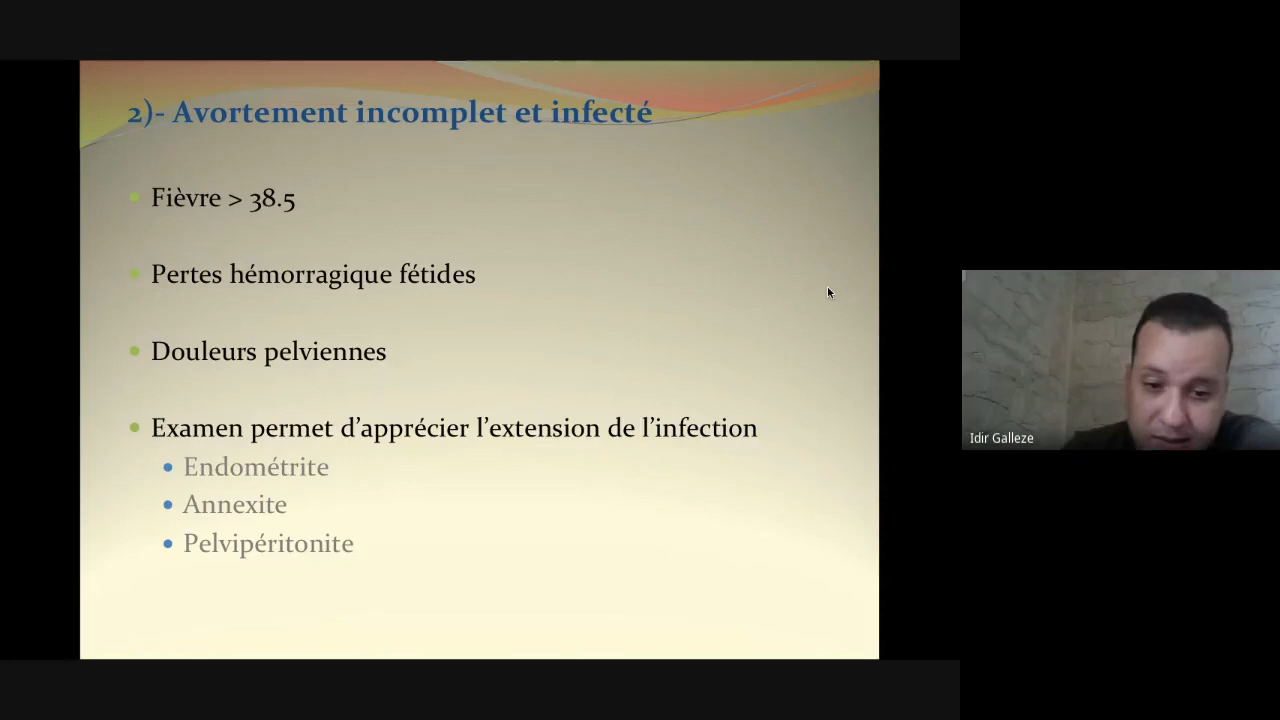 2)- Avortement incomplet et infecté
Fièvre > 38.5
Pertes hémorragique fétides
Douleurs pelviennes
Examen permet d’apprécier l’extension de l’infection
Endométrite
Annexite
Pelvipéritonite
Idir Galleze